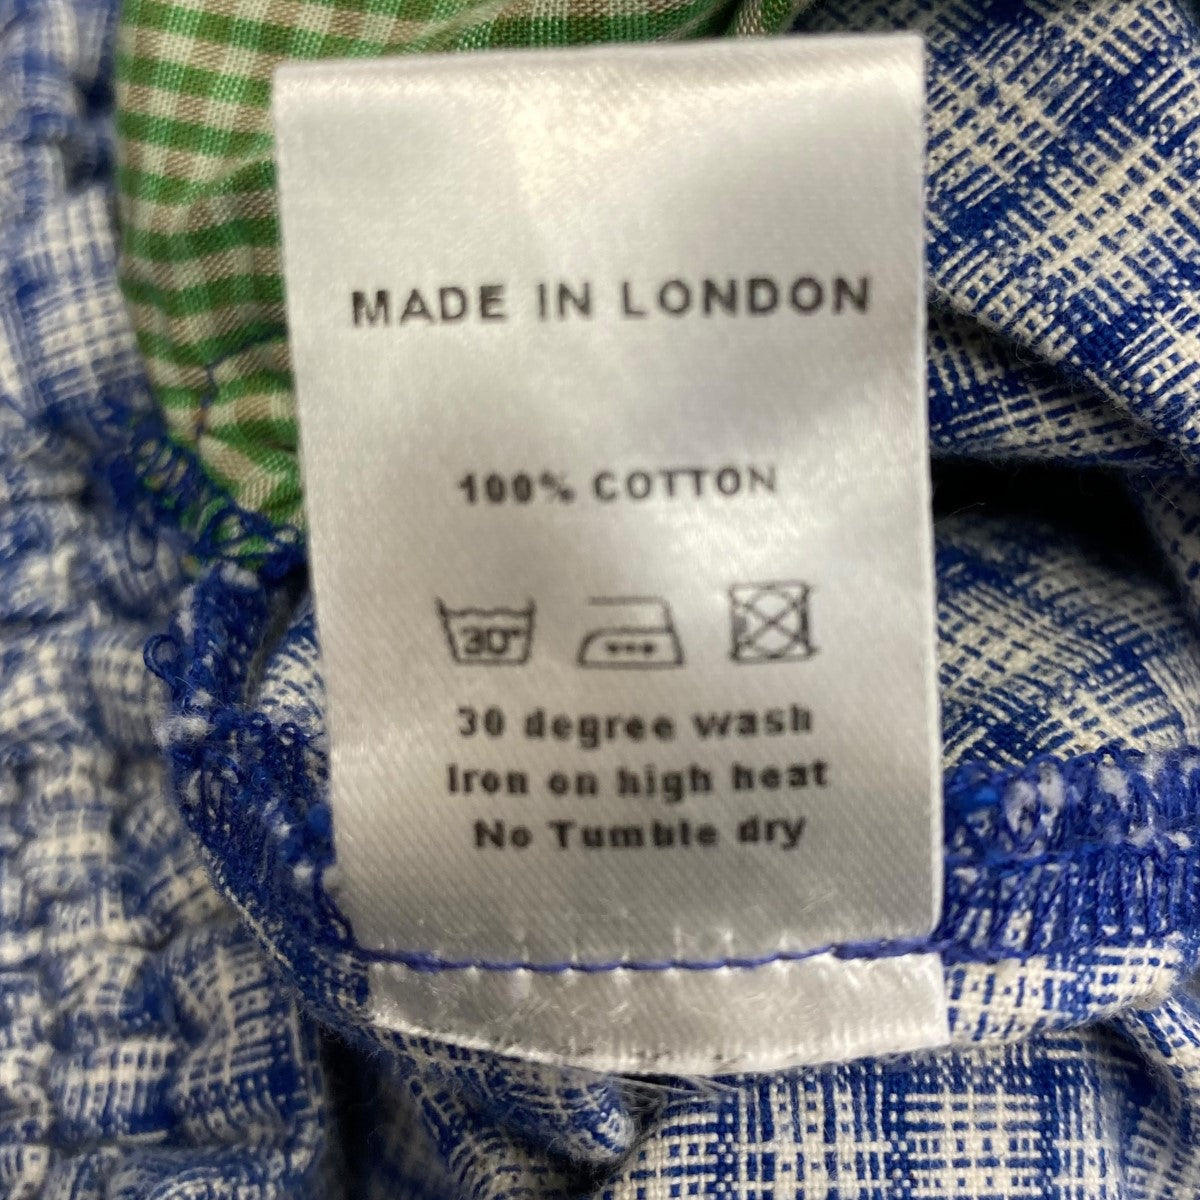 MADE IN LONDON
100% COTTON
30°
30 degree wash
Iron on high heat
No Tumble dry